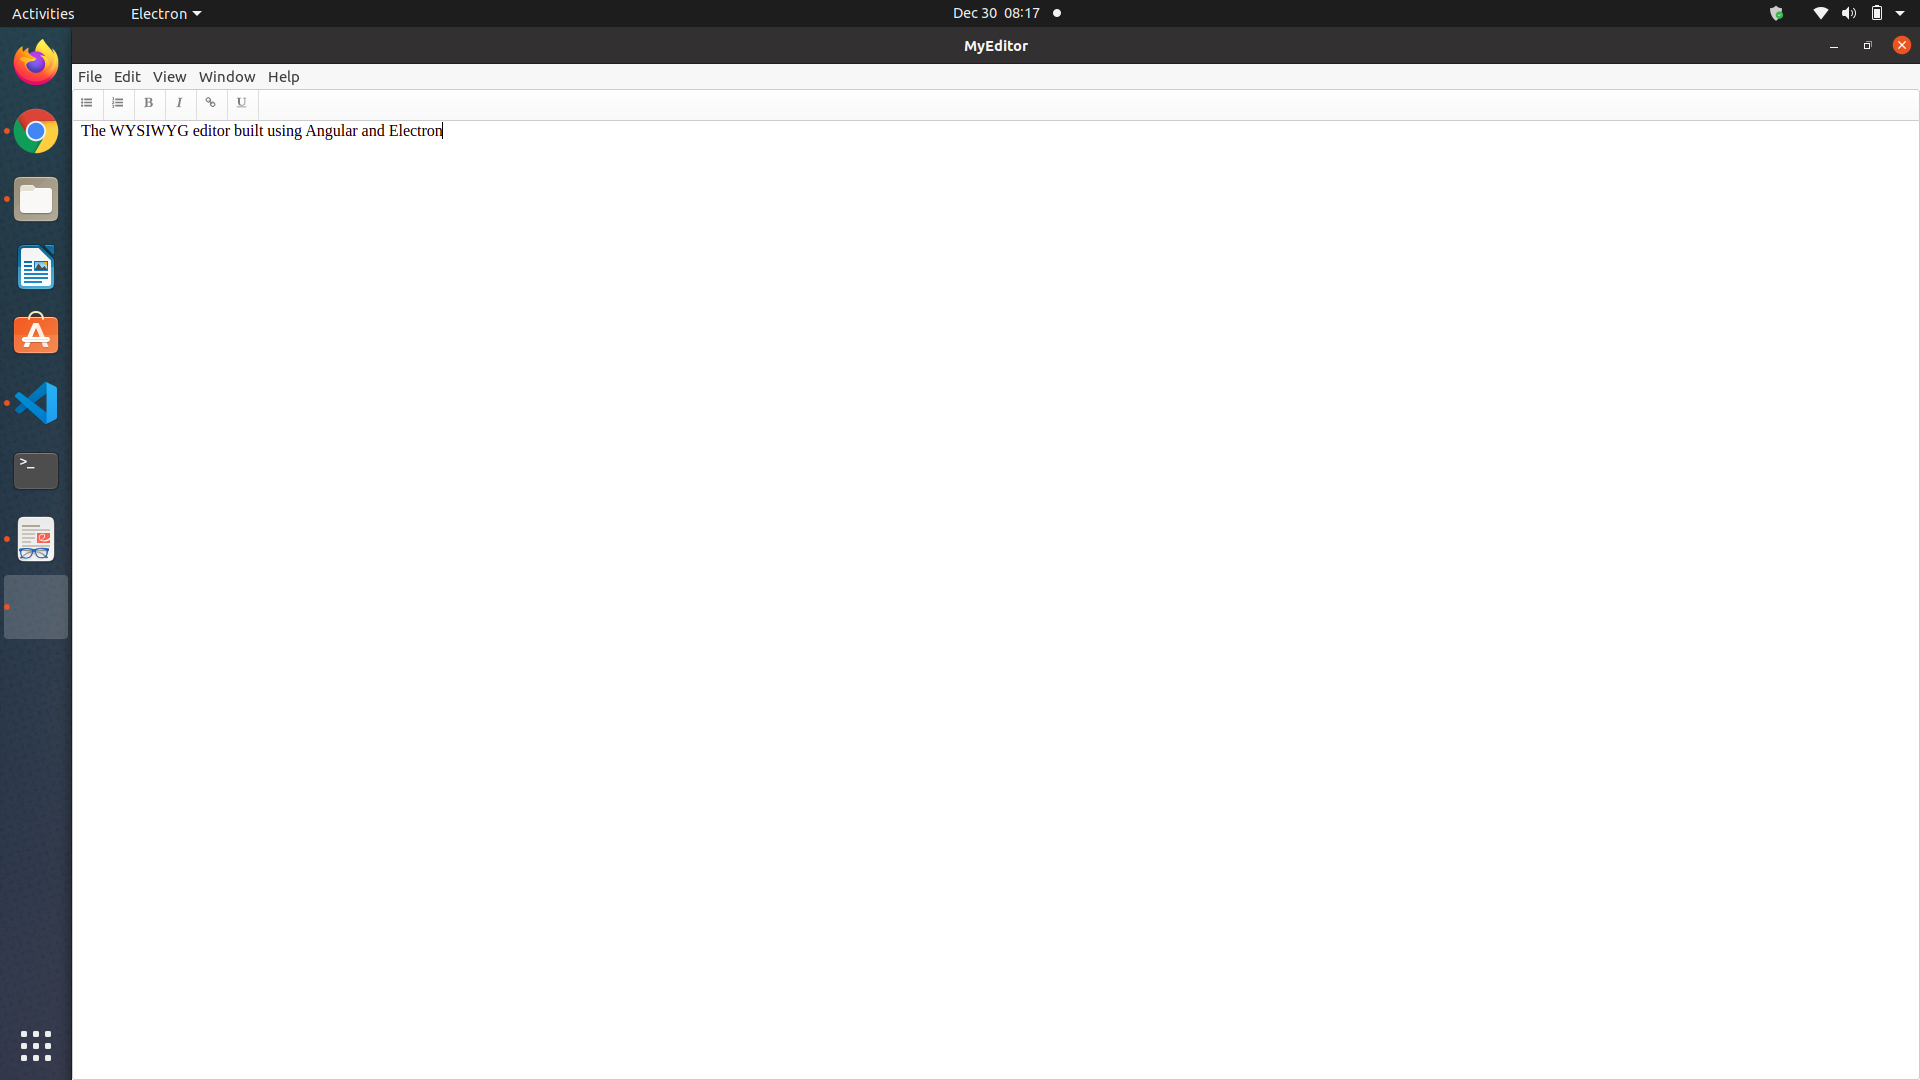 Activities Electron Dec 30 08:17
MyEditor
File Edit View Window Help
B I U
The WYSIWYG editor built using Angular and Electron
>_